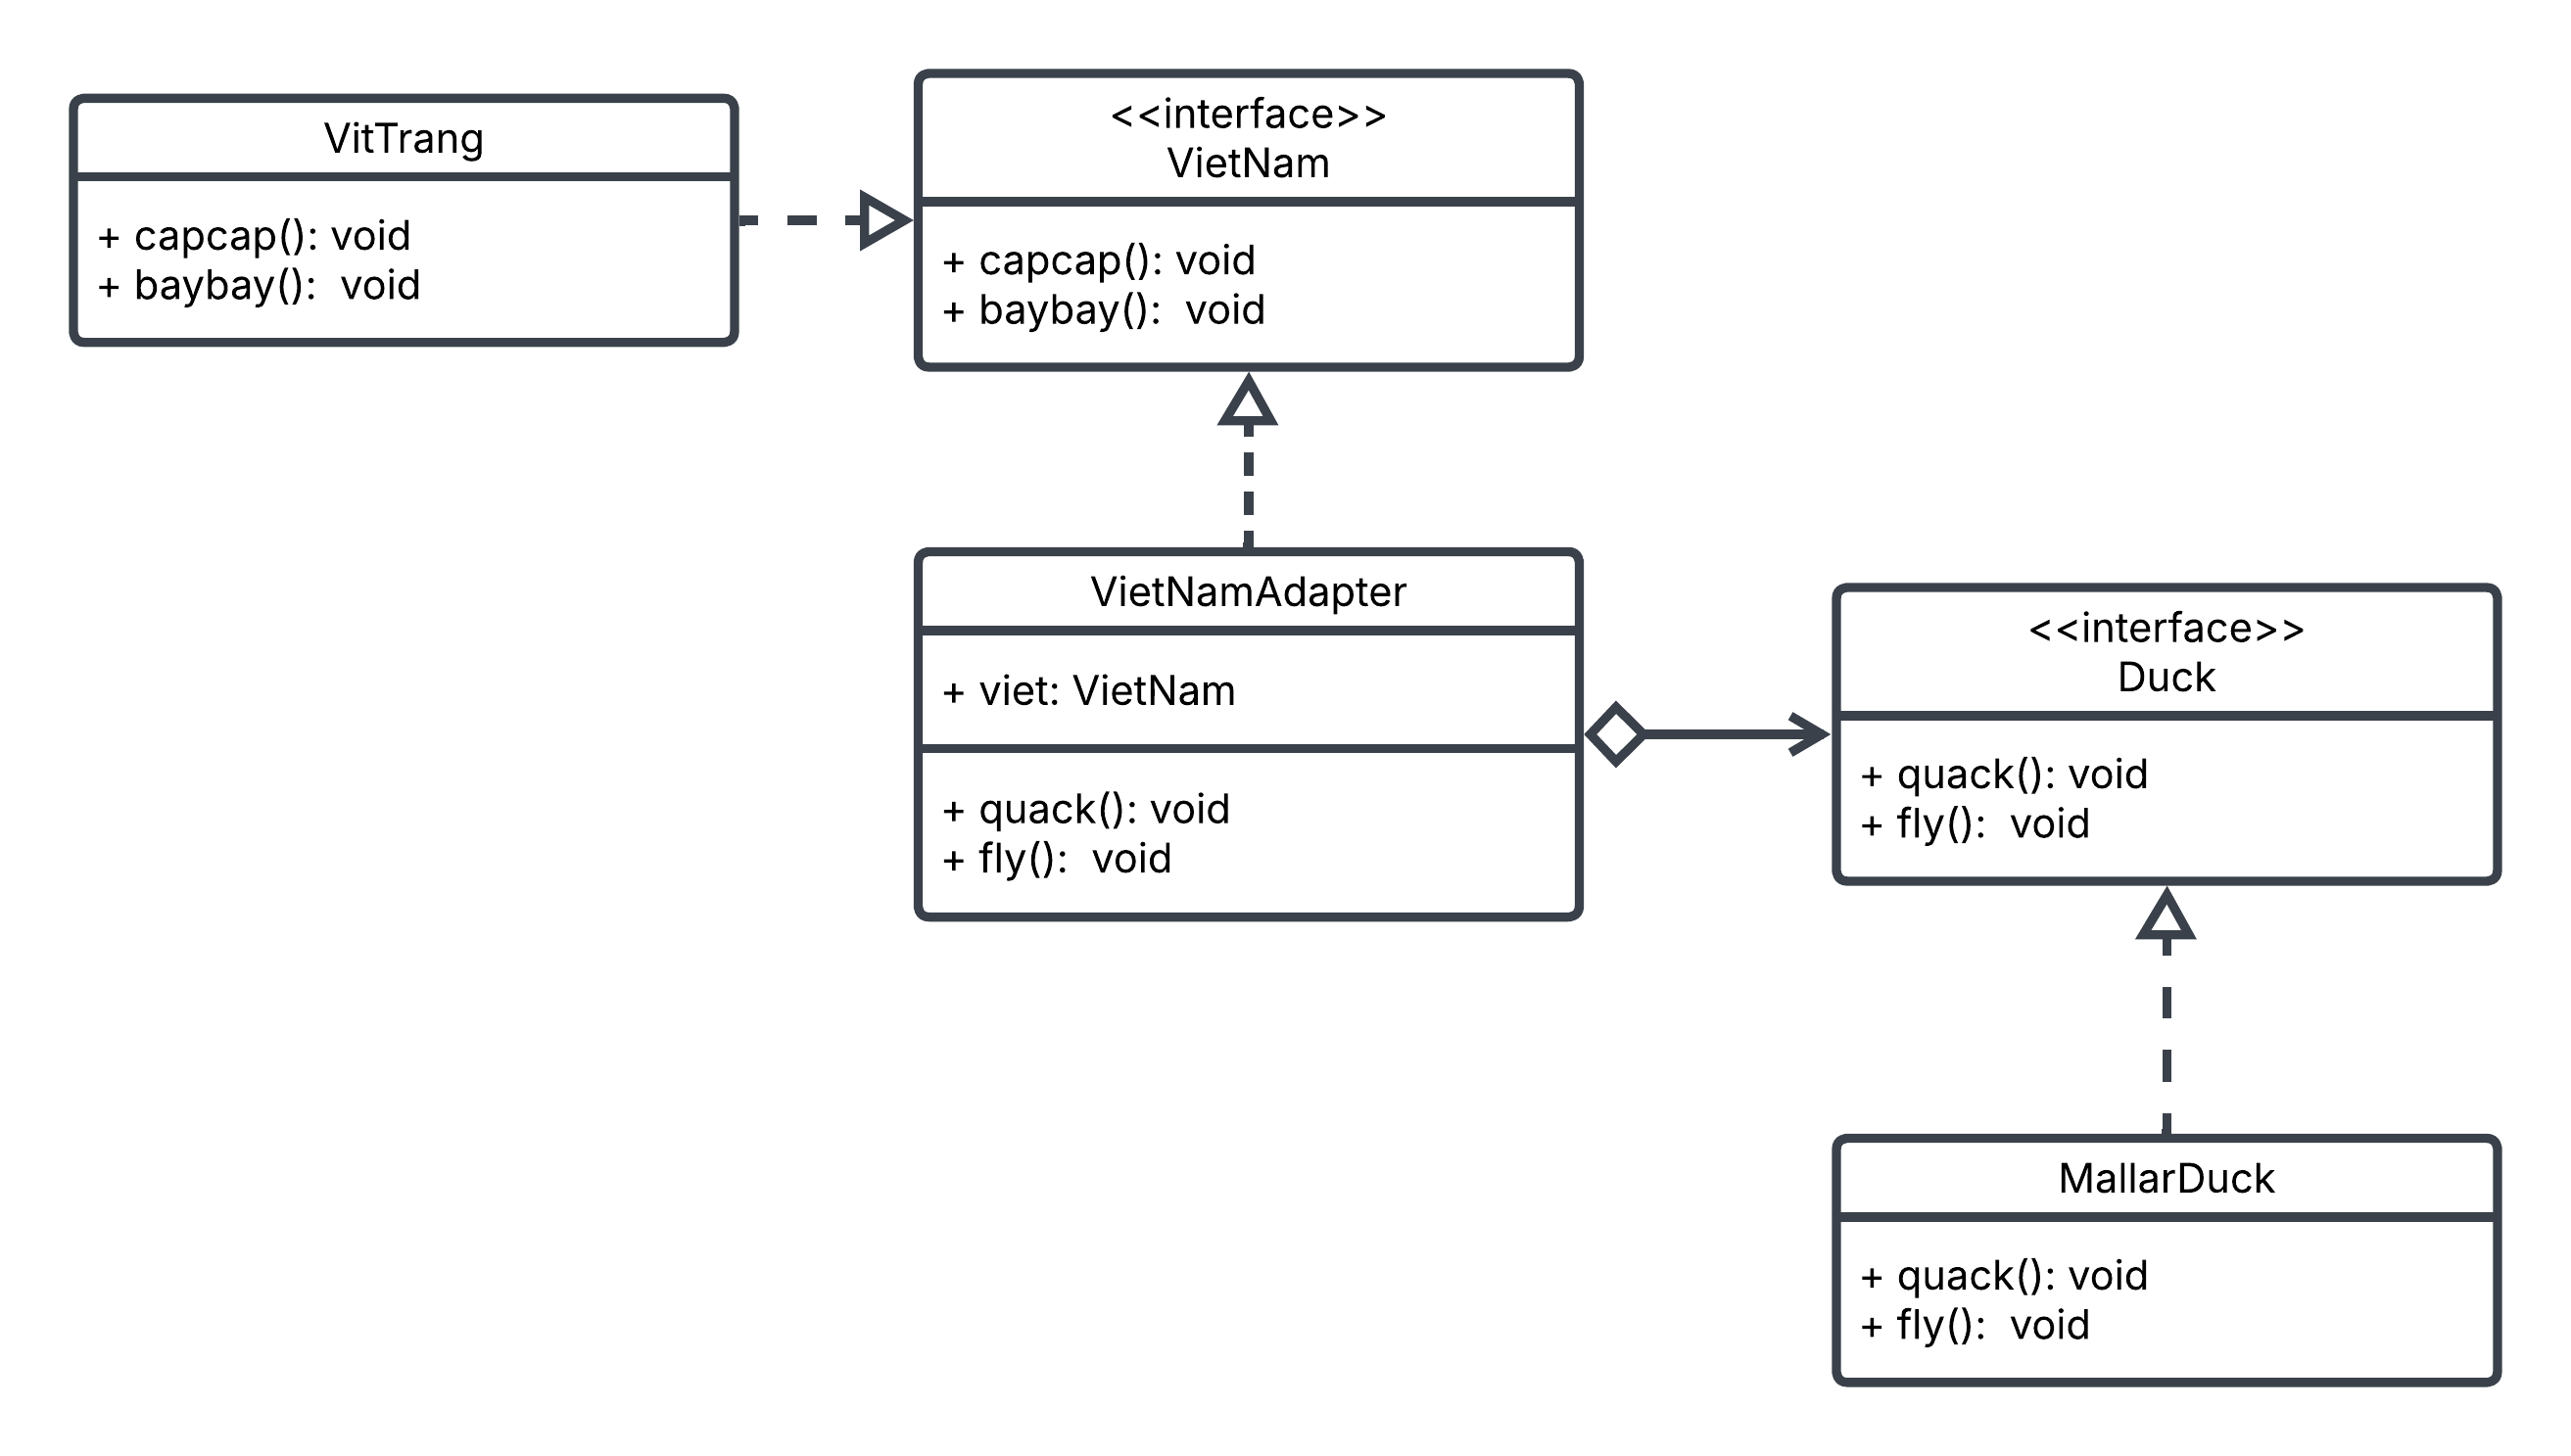 VitTrang
+ capcap(): void
+ baybay():  void
<<interface>>
VietNam
+ capcap(): void
+ baybay():  void
VietNamAdapter
+ viet: VietNam
+ quack(): void
+ fly():  void
<<interface>>
Duck
+ quack(): void
+ fly():  void
MallarDuck
+ quack(): void
+ fly():  void